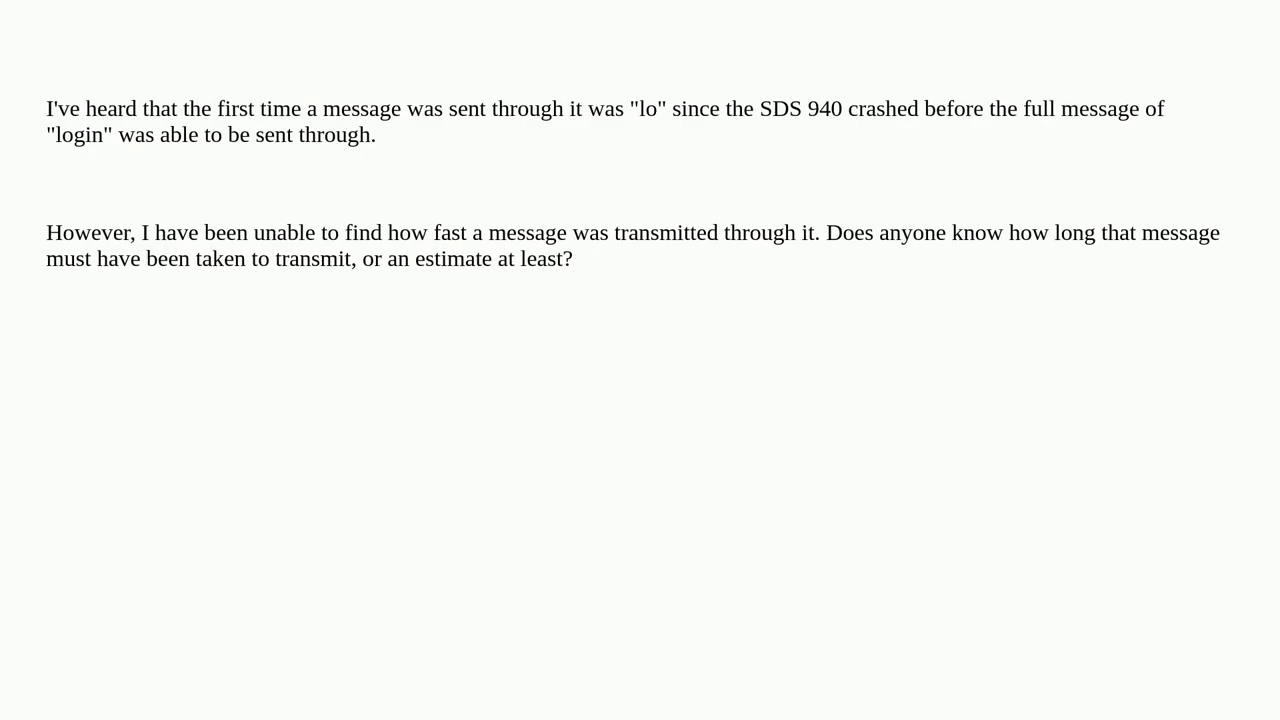 I've heard that the first time a message was sent through it was "lo" since the SDS 940 crashed before the full message of
"login" was able to be sent through.
However, I have been unable to find how fast a message was transmitted through it. Does anyone know how long that message
must have been taken to transmit, or an estimate at least?